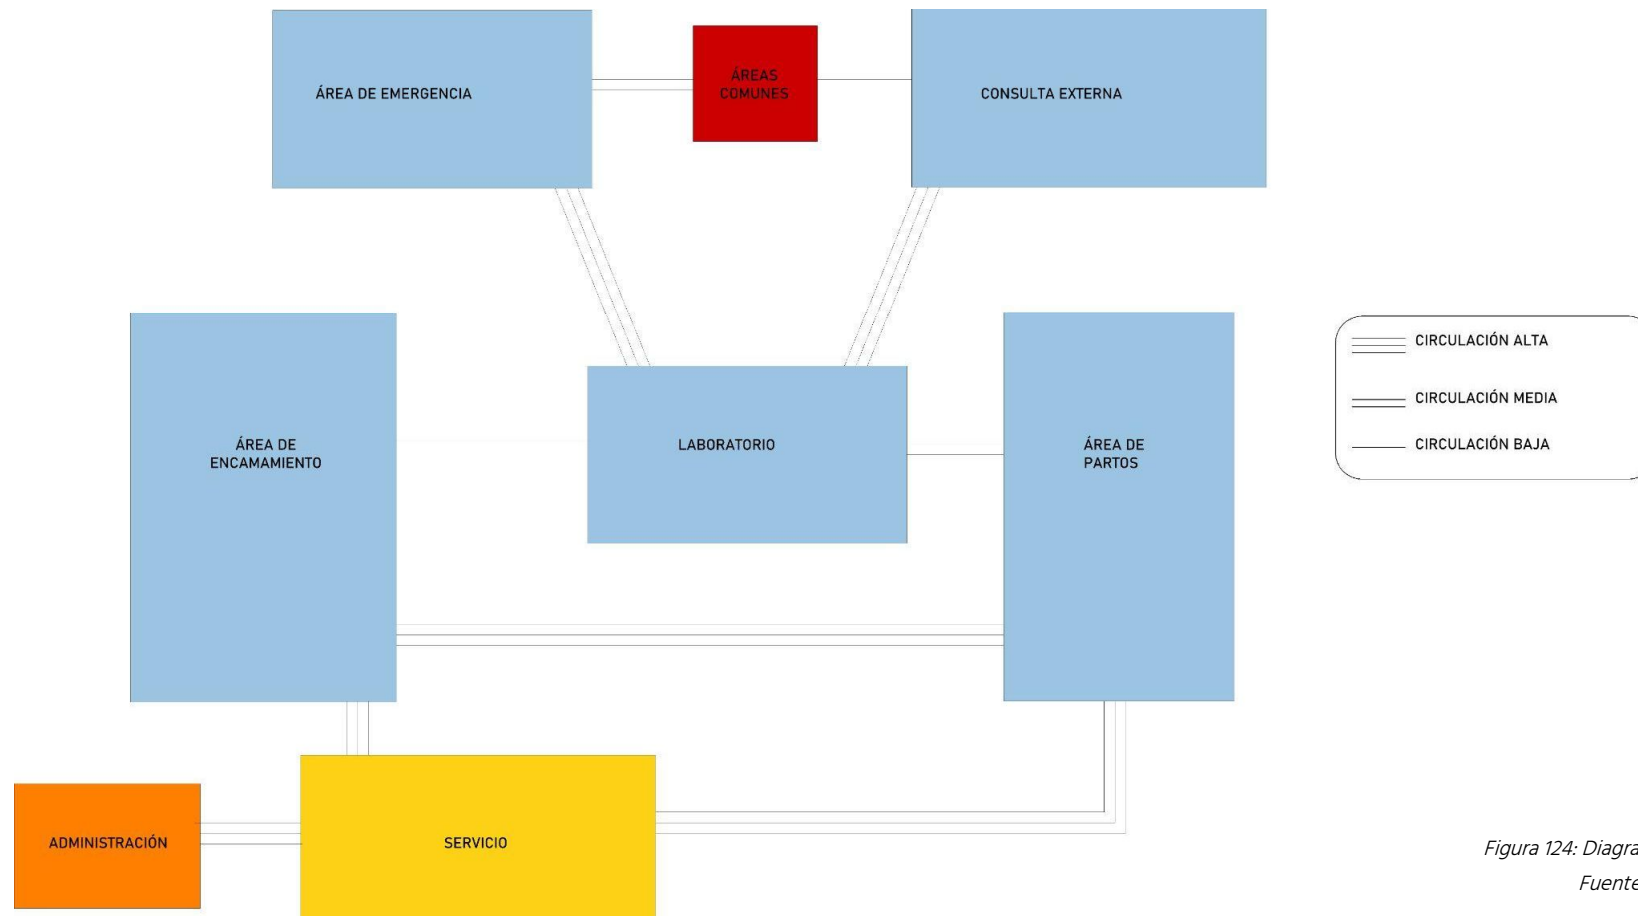 ÁREA DE EMERGENCIA
ÁREAS
COMUNES
CONSULTA EXTERNA
CIRCULACIÓN ALTA
CIRCULACIÓN MEDIA
CIRCULACIÓN BAJA
ÁREA DE
ENCAMAMIENTO
LABORATORIO
ÁREA DE
PARTOS
ADMINISTRACIÓN
SERVICIO
Figura 124: Diagra
Fuente